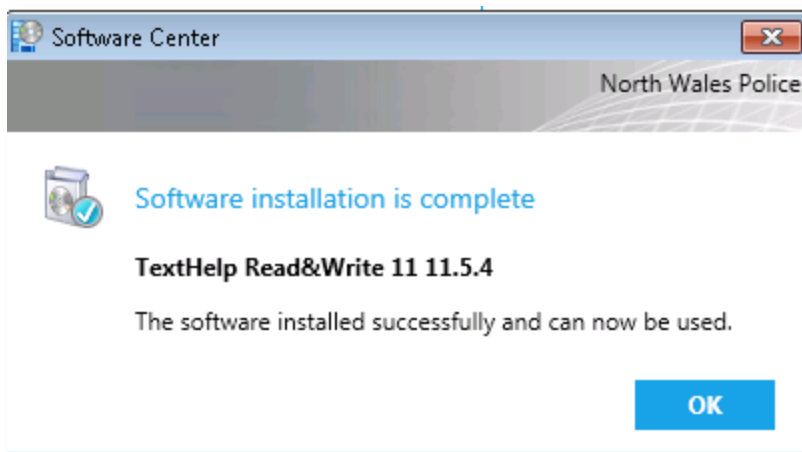 Software Center
North Wales Police
Software installation is complete
TextHelp Read&Write 11 11.5.4
The software installed successfully and can now be used.
OK